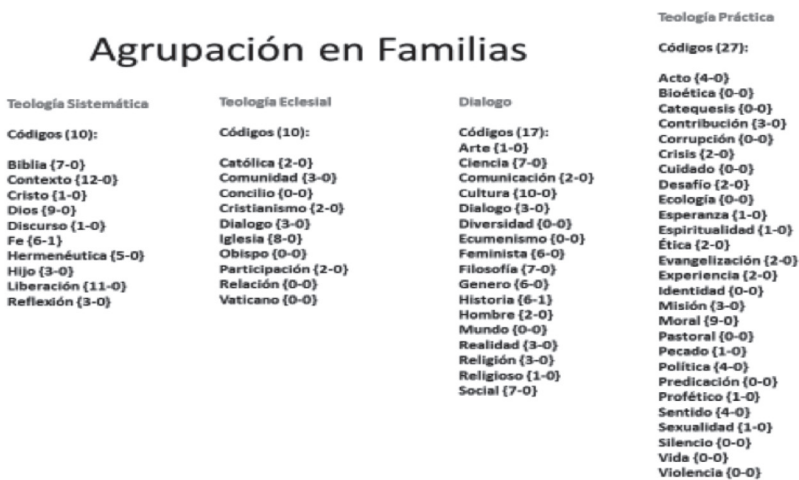 Agrupación en Familias
Teología Sistemática
Códigos (10):
Biblia {7-0}
Contexto {12-0}
Cristo {1-0}
Dios {9-0}
Discurso {1-0}
Fe {6-1}
Hermenéutica {5-0}
Hijo {3-0}
Liberación {11-0}
Reflexión {3-0}
Teología Eclesial
Códigos (10):
Católica {2-0}
Comunidad {3-0}
Concilio {0-0}
Cristianismo {2-0}
Dialogo {3-0}
Iglesia {8-0}
Obispo {0-0}
Participación {2-0}
Relación {0-0}
Vaticano {0-0}
Dialogo
Códigos (17):
Arte {1-0}
Ciencia {7-0}
Comunicación {2-0}
Cultura {10-0}
Dialogo {3-0}
Diversidad {0-0}
Ecumenismo {0-0}
Feminista {6-0}
Filosofía {7-0}
Genero {6-0}
Historia {6-1}
Hombre {2-0}
Mundo {0-0}
Realidad {3-0}
Religión {3-0}
Religioso {1-0}
Social {7-0}
Teología Práctica
Códigos (27):
Acto {4-0}
Bioética {0-0}
Catequesis {0-0}
Contribución {3-0}
Corrupción {0-0}
Crisis {2-0}
Cuidado {0-0}
Desafío {2-0}
Ecología {0-0}
Esperanza {1-0}
Espiritualidad {1-0}
Ética {2-0}
Evangelización {2-0}
Experiencia {2-0}
Identidad {0-0}
Misión {3-0}
Moral {9-0}
Pastoral {0-0}
Pecado {1-0}
Política {4-0}
Predicación {0-0}
Profético {1-0}
Sentido {4-0}
Sexualidad {1-0}
Silencio {0-0}
Vida {0-0}
Violencia {0-0}